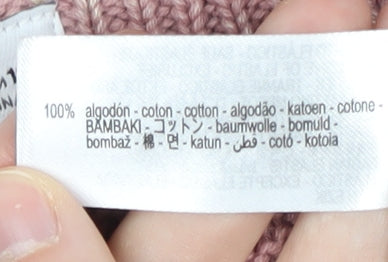 100% algodón - coton - cotton - algodão - katoen - cotone -
BAMBAKI - コットン - baumwolle - bomuld -
bombaž - 棉 - 면 - katun - قطن - cotó - kotoia